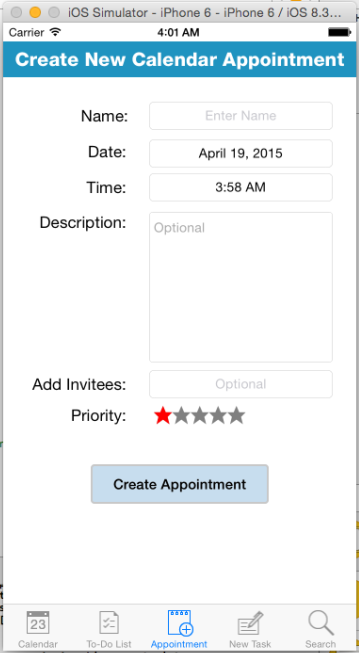 iOS Simulator - iPhone 6 - iPhone 6 / iOS 8.3...
Carrier 4:01 AM
Create New Calendar Appointment
Name: Enter Name
Date: April 19, 2015
Time: 3:58 AM
Description: Optional
Add Invitees: Optional
Priority:
Create Appointment
23
Calendar To-Do List Appointment New Task Search